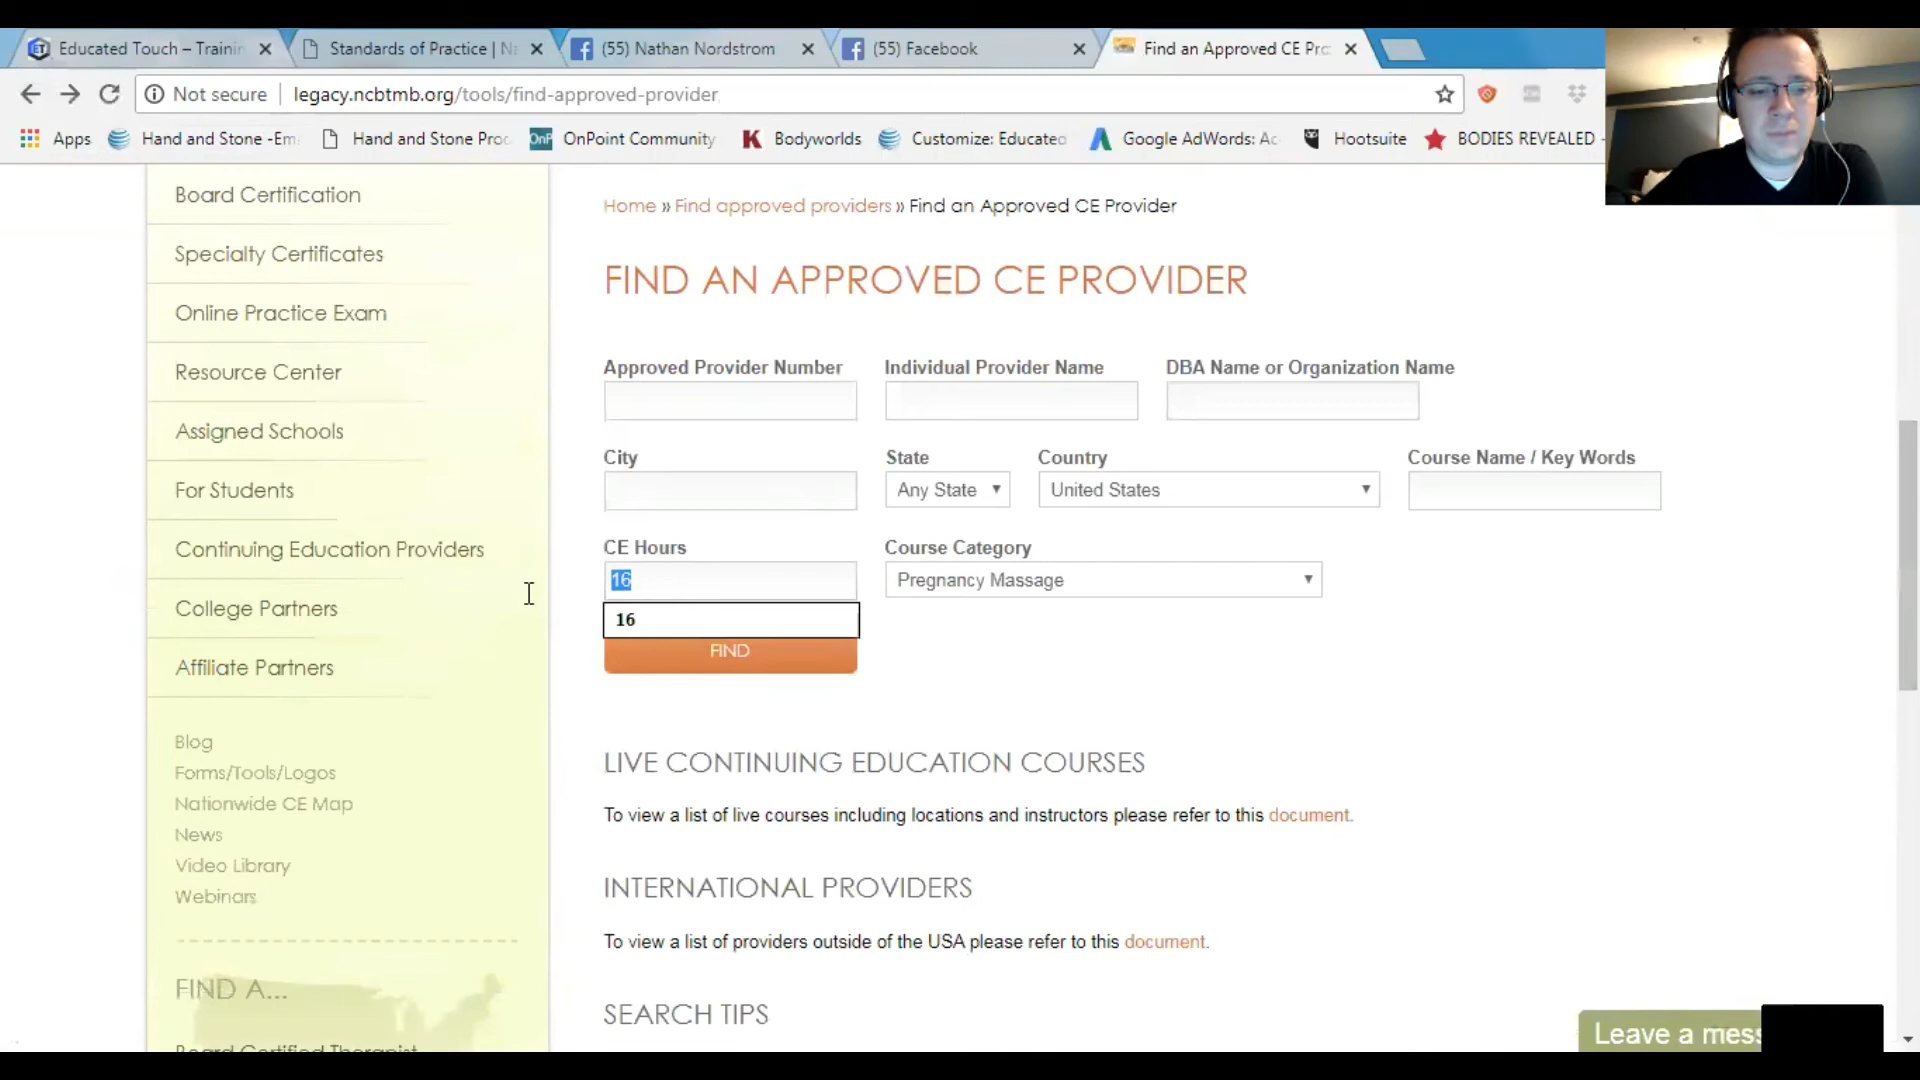 Educated Touch – Trainin
Standards of Practice | N
(55) Nathan Nordstrom
(55) Facebook
Find an Approved CE Pro
Not secure
legacy.ncbtmb.org/tools/find-approved-provider
Apps
Hand and Stone -Em
Hand and Stone Proc
OnP
OnPoint Community
Bodyworlds
Customize: Educated
Google AdWords: Ac
Hootsuite
BODIES REVEALED -
Board Certification
Specialty Certificates
Online Practice Exam
Resource Center
Assigned Schools
For Students
Continuing Education Providers
College Partners
Affiliate Partners
Blog
Forms/Tools/Logos
Nationwide CE Map
News
Video Library
Webinars
FIND A...
Board Certified Therapist
Home » Find approved providers » Find an Approved CE Provider
FIND AN APPROVED CE PROVIDER
Approved Provider Number
Individual Provider Name
DBA Name or Organization Name
City
State
Country
Course Name / Key Words
Any State
United States
CE Hours
Course Category
16
Pregnancy Massage
16
FIND
LIVE CONTINUING EDUCATION COURSES
To view a list of live courses including locations and instructors please refer to this document.
INTERNATIONAL PROVIDERS
To view a list of providers outside of the USA please refer to this document.
SEARCH TIPS
Leave a mess